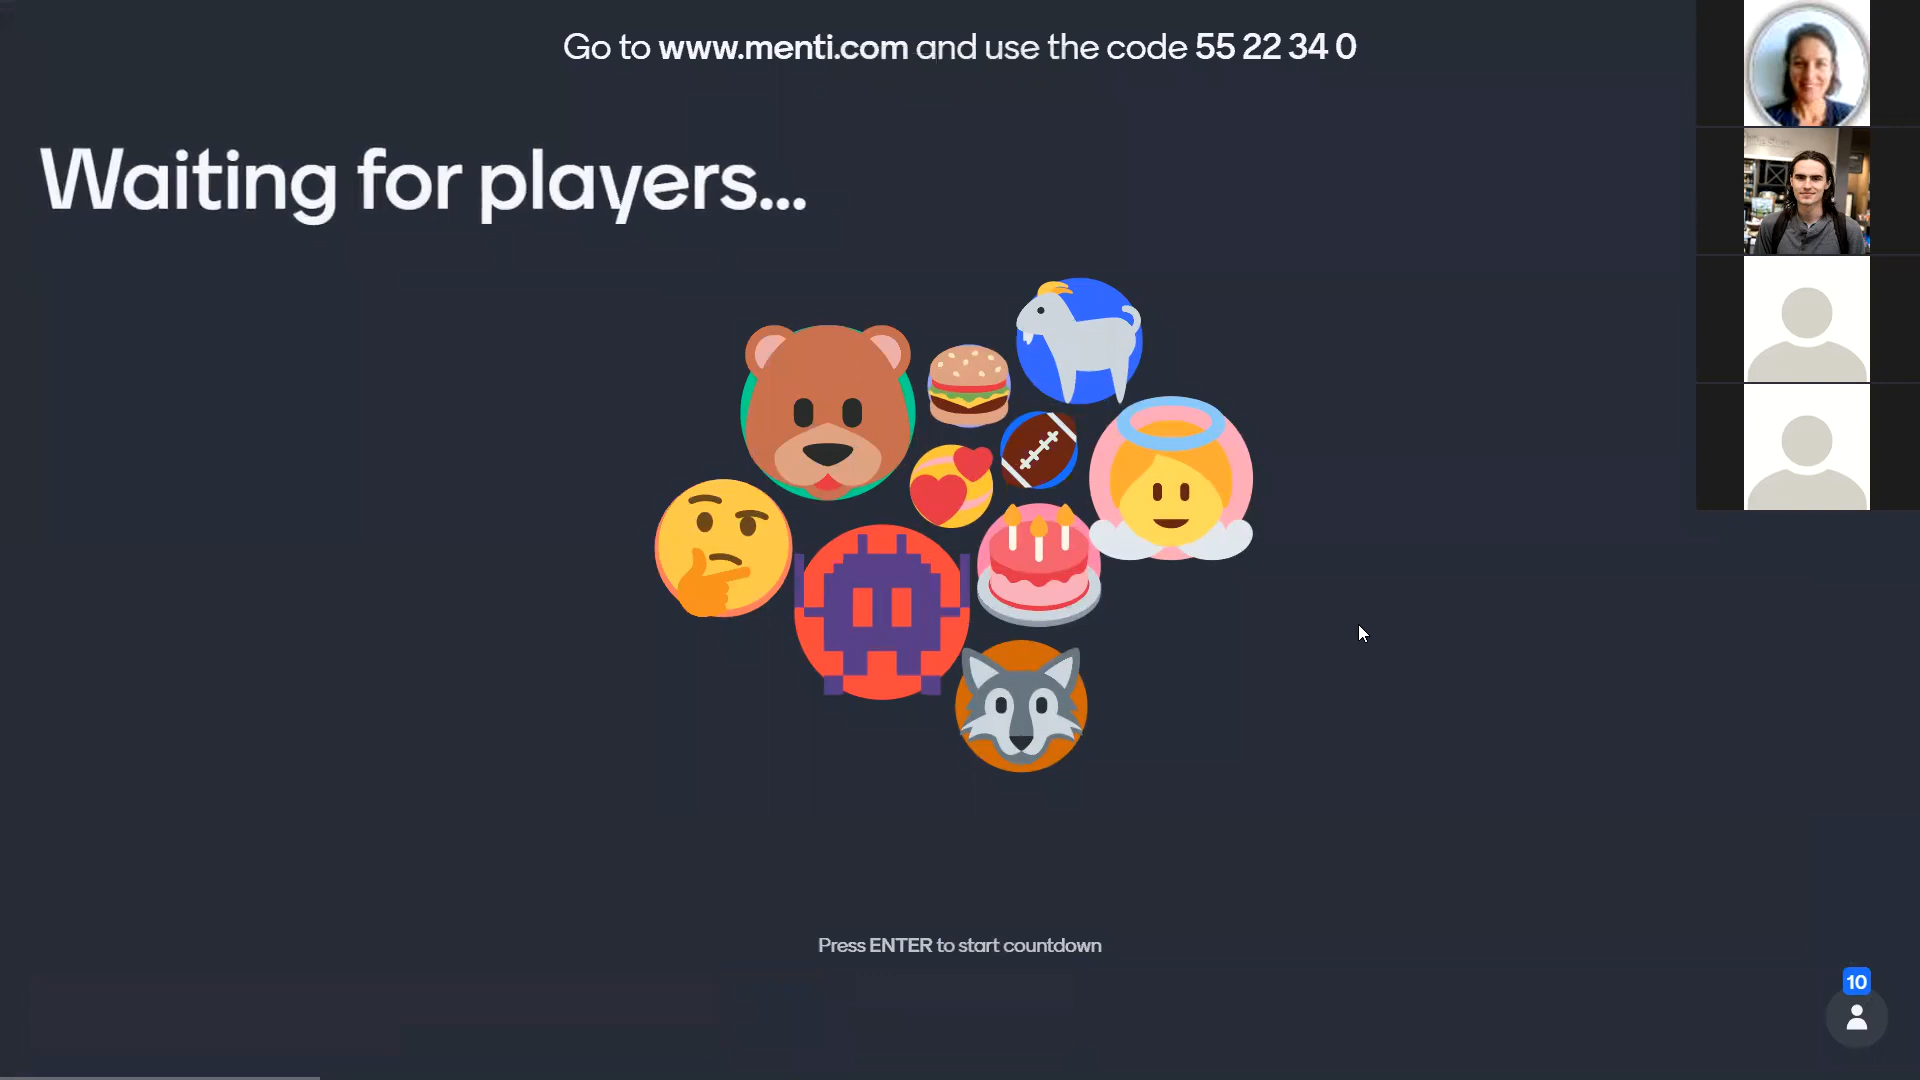 Go to www.menti.com and use the code 55 22 34 0
Waiting for players...
Press ENTER to start countdown
10